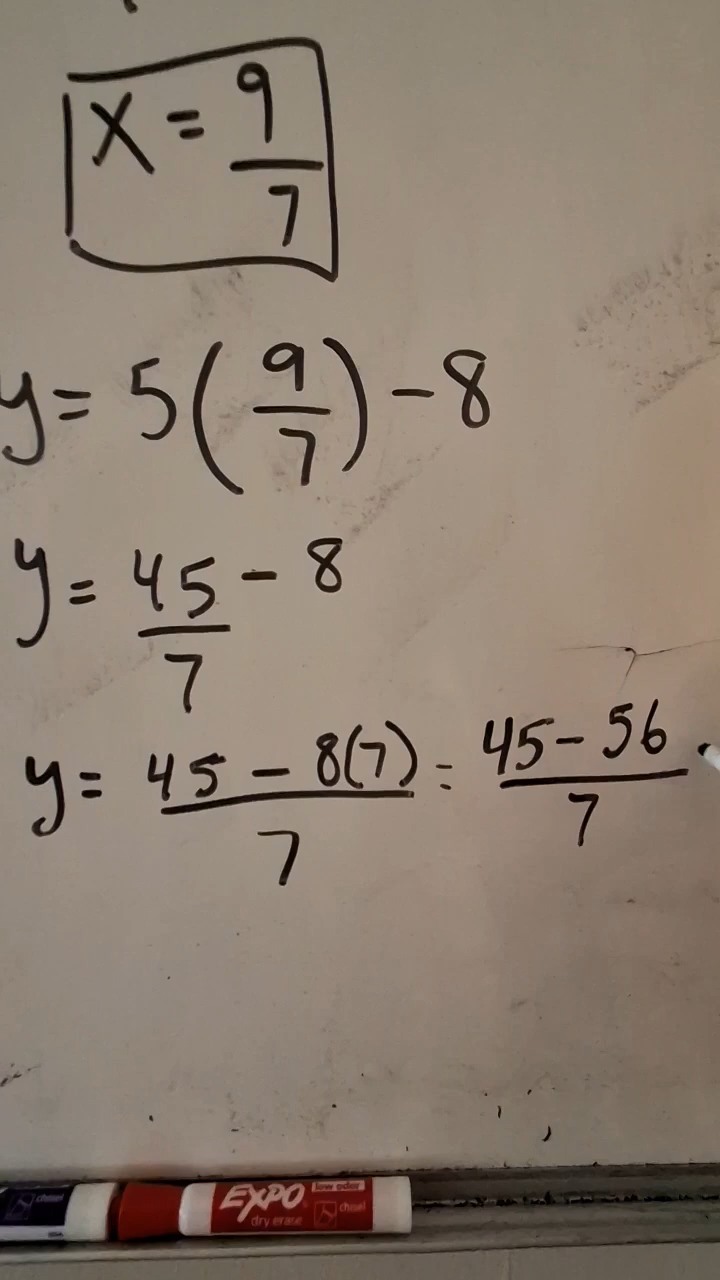 x = 9/7
y = 5(9/7) - 8
y = 45/7 - 8
y = 45 - 8(7)/7 = 45 - 56/7
EXPO
low odor
dry erase
chisel
chisel